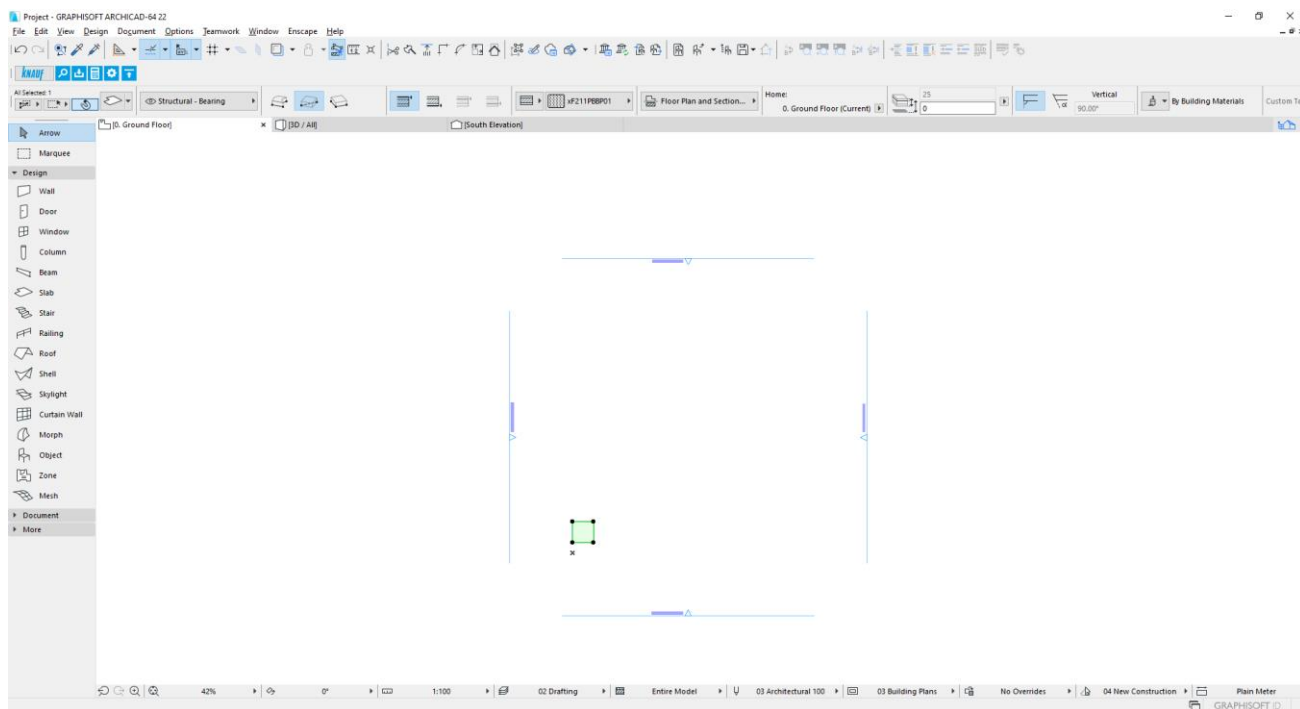 Project - GRAPHISOFT ARCHICAD-64 22
File Edit View Design Document Options Teamwork Window Enscape Help
KNAUF
All Selected: 1
Structural - Bearing
xF211PBBP01
Floor Plan and Section...
Home:
0. Ground Floor (Current)
25
0
Vertical
90.00°
By Building Materials
[0. Ground Floor]
[3D / All]
[South Elevation]
Arrow
Marquee
Design
Wall
Door
Window
Column
Beam
Slab
Stair
Railing
Roof
Shell
Skylight
Curtain Wall
Morph
Object
Zone
Mesh
Document
More
42%
0°
1:100
02 Drafting
Entire Model
03 Architectural 100
03 Building Plans
No Overrides
04 New Construction
Plain Meter
GRAPHISOFT ID